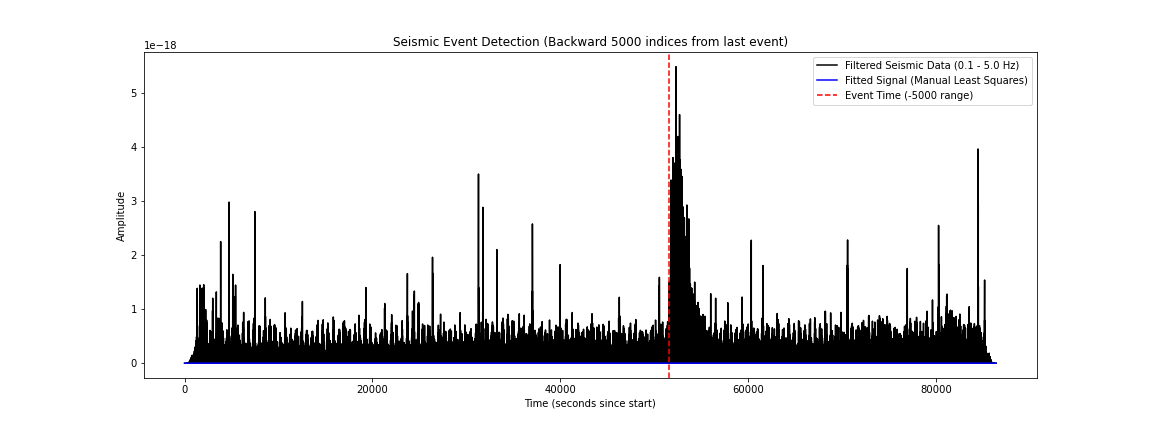 Seismic Event Detection (Backward 5000 indices from last event)
1e−18
Filtered Seismic Data (0.1 - 5.0 Hz)
Fitted Signal (Manual Least Squares)
Event Time (-5000 range)
5
4
3
2
1
0
Amplitude
0 20000 40000 60000 80000
Time (seconds since start)